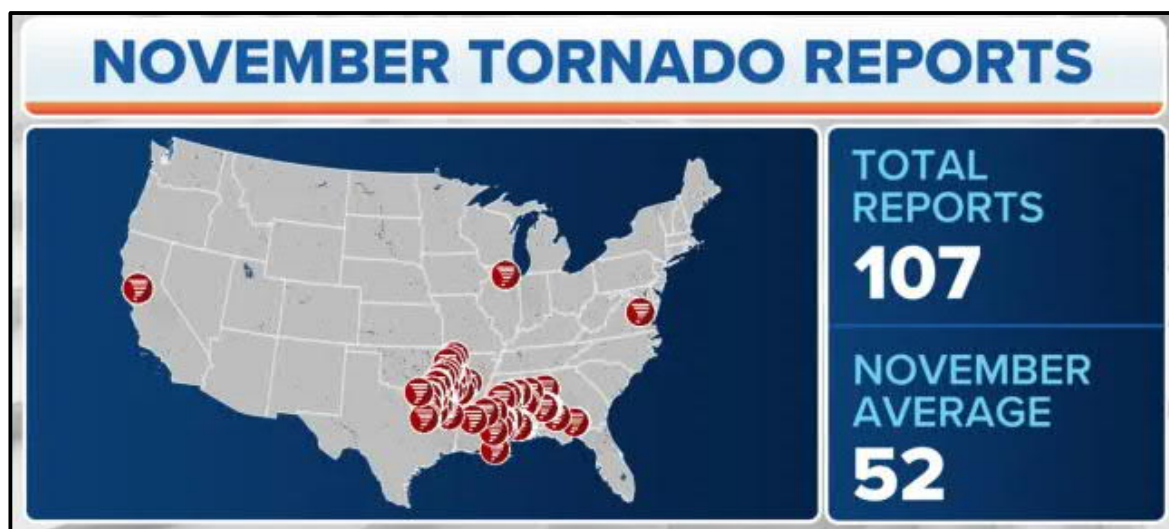 NOVEMBER TORNADO REPORTS
TOTAL
REPORTS
107
NOVEMBER
AVERAGE
52